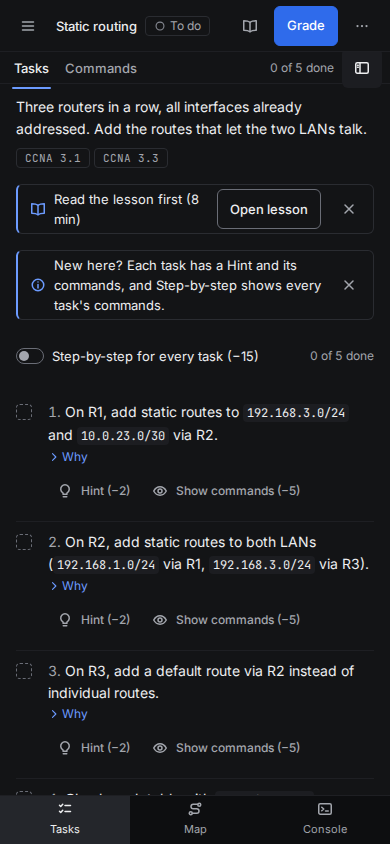 Static routing
To do
Grade
Tasks
Commands
0 of 5 done
Three routers in a row, all interfaces already
addressed. Add the routes that let the two LANs talk.
CCNA 3.1
CCNA 3.3
Read the lesson first (8
min)
Open lesson
New here? Each task has a Hint and its
commands, and Step-by-step shows every
task's commands.
Step-by-step for every task (−15)
0 of 5 done
1. On R1, add static routes to 192.168.3.0/24
and 10.0.23.0/30 via R2.
Why
Hint (−2)
Show commands (−5)
2. On R2, add static routes to both LANs
(192.168.1.0/24 via R1, 192.168.3.0/24 via R3).
Why
Hint (−2)
Show commands (−5)
3. On R3, add a default route via R2 instead of
individual routes.
Why
Hint (−2)
Show commands (−5)
Tasks
Map
Console